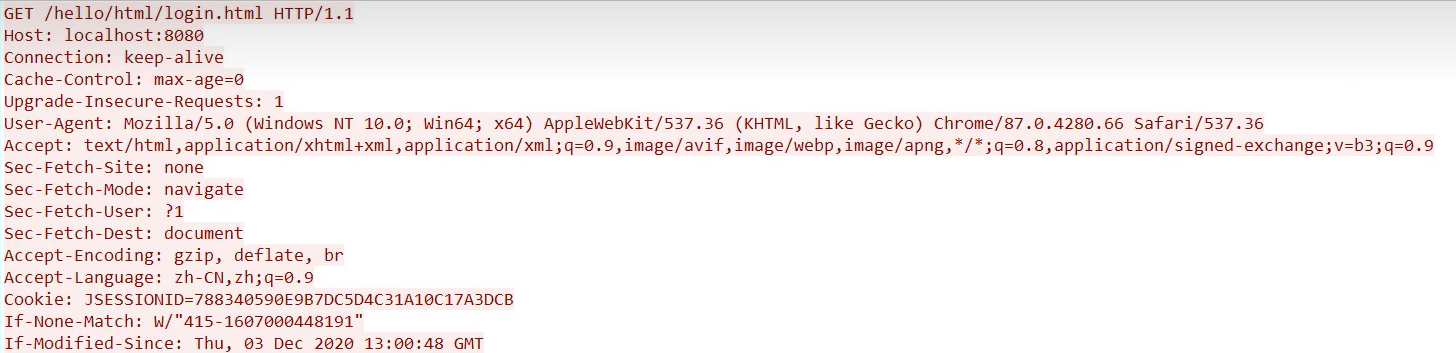 GET /hello/html/login.html HTTP/1.1
Host: localhost:8080
Connection: keep-alive
Cache-Control: max-age=0
Upgrade-Insecure-Requests: 1
User-Agent: Mozilla/5.0 (Windows NT 10.0; Win64; x64) AppleWebKit/537.36 (KHTML, like Gecko) Chrome/87.0.4280.66 Safari/537.36
Accept: text/html,application/xhtml+xml,application/xml;q=0.9,image/avif,image/webp,image/apng,*/*;q=0.8,application/signed-exchange;v=b3;q=0.9
Sec-Fetch-Site: none
Sec-Fetch-Mode: navigate
Sec-Fetch-User: ?1
Sec-Fetch-Dest: document
Accept-Encoding: gzip, deflate, br
Accept-Language: zh-CN,zh;q=0.9
Cookie: JSESSIONID=788340590E9B7DC5D4C31A10C17A3DCB
If-None-Match: W/"415-1607000448191"
If-Modified-Since: Thu, 03 Dec 2020 13:00:48 GMT